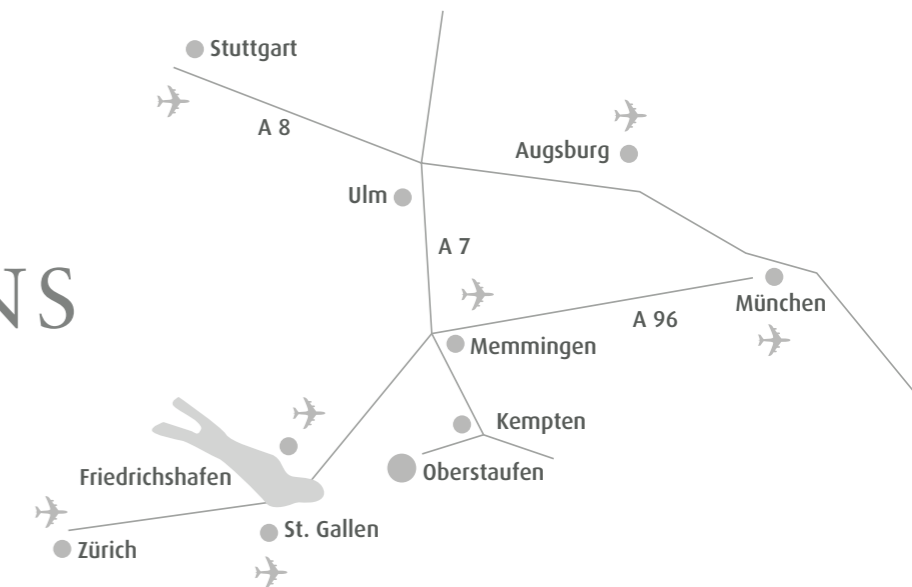 Stuttgart
A 8
Augsburg
Ulm
A 7
NS
München
A 96
Memmingen
Kempten
Oberstaufen
Friedrichshafen
St. Gallen
Zürich